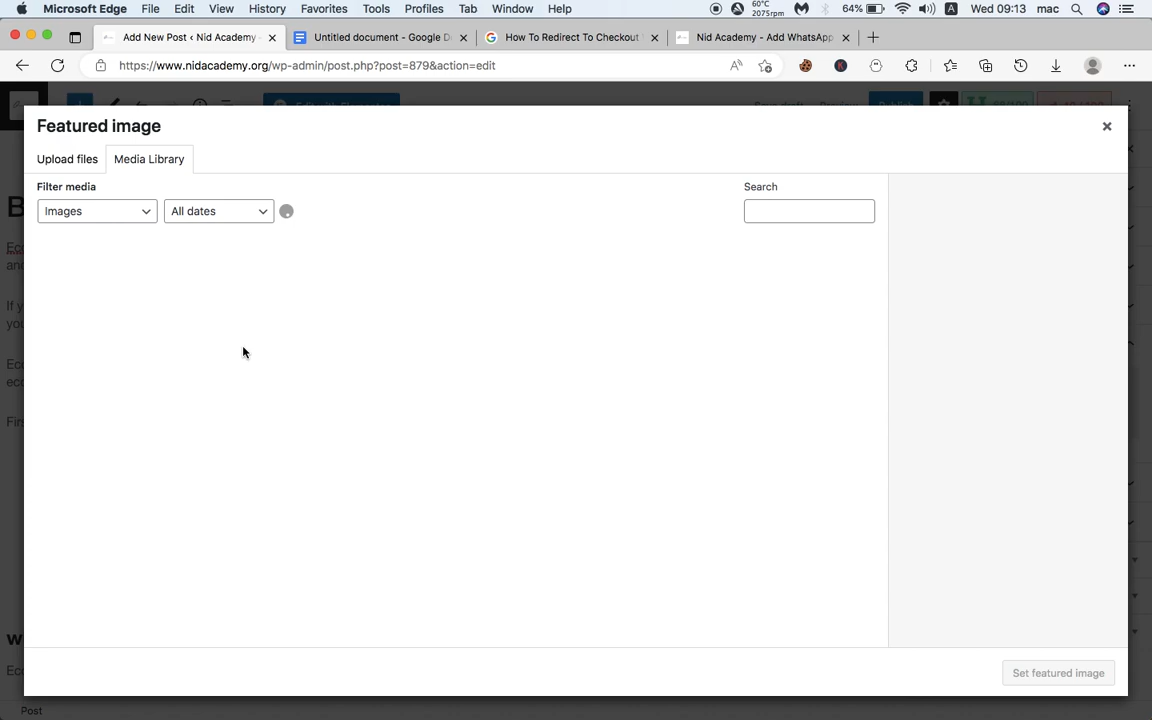 Microsoft Edge File Edit View History Favorites Tools Profiles Tab Window Help 60°C 2075rpm 64% A Wed 09:13 mac
Add New Post ‹ Nid Academy
Untitled document - Google D
How To Redirect To Checkout
Nid Academy - Add WhatsApp
https://www.nidacademy.org/wp-admin/post.php?post=879&action=edit
Featured image
Upload files Media Library
Filter media
Search
Images All dates
Set featured image
Post